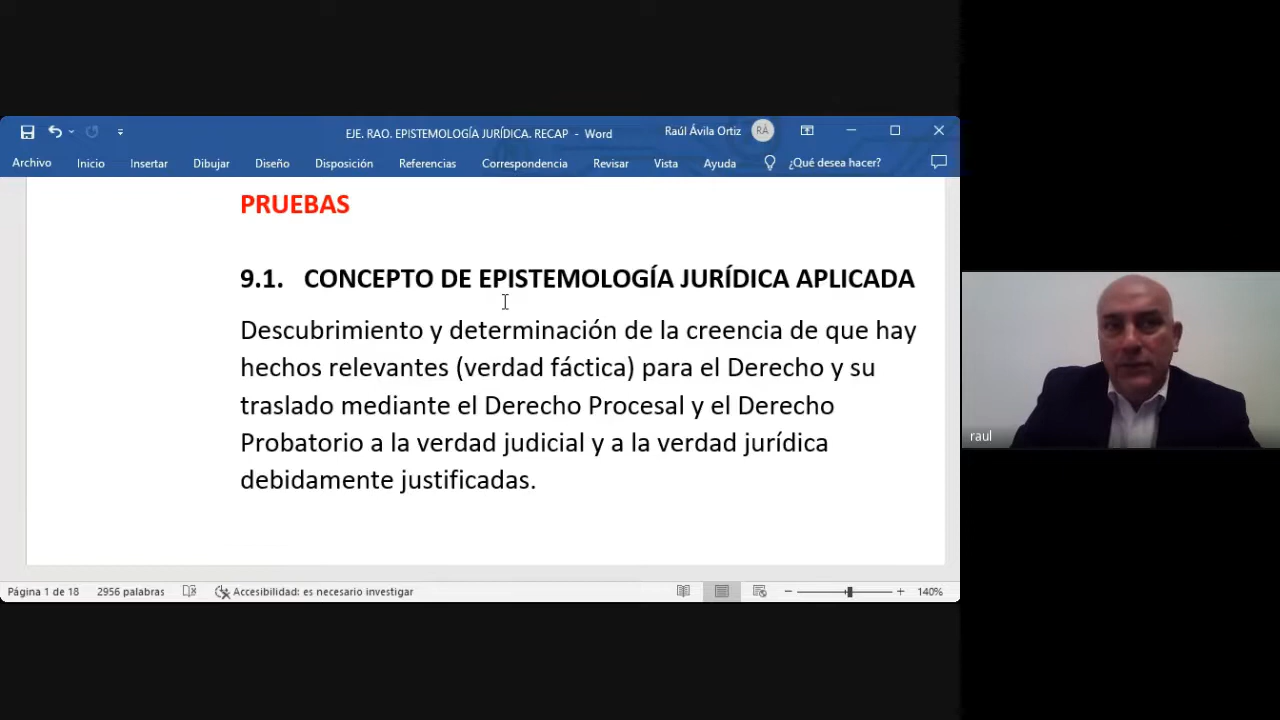 EJE. RAO. EPISTEMOLOGÍA JURÍDICA. RECAP - Word
Raúl Ávila Ortiz
RÁ
Archivo Inicio Insertar Dibujar Diseño Disposición Referencias Correspondencia Revisar Vista Ayuda ¿Qué desea hacer?
PRUEBAS
9.1. CONCEPTO DE EPISTEMOLOGÍA JURÍDICA APLICADA
Descubrimiento y determinación de la creencia de que hay
hechos relevantes (verdad fáctica) para el Derecho y su
traslado mediante el Derecho Procesal y el Derecho
Probatorio a la verdad judicial y a la verdad jurídica
debidamente justificadas.
raul
Página 1 de 18 2956 palabras Accesibilidad: es necesario investigar 140%